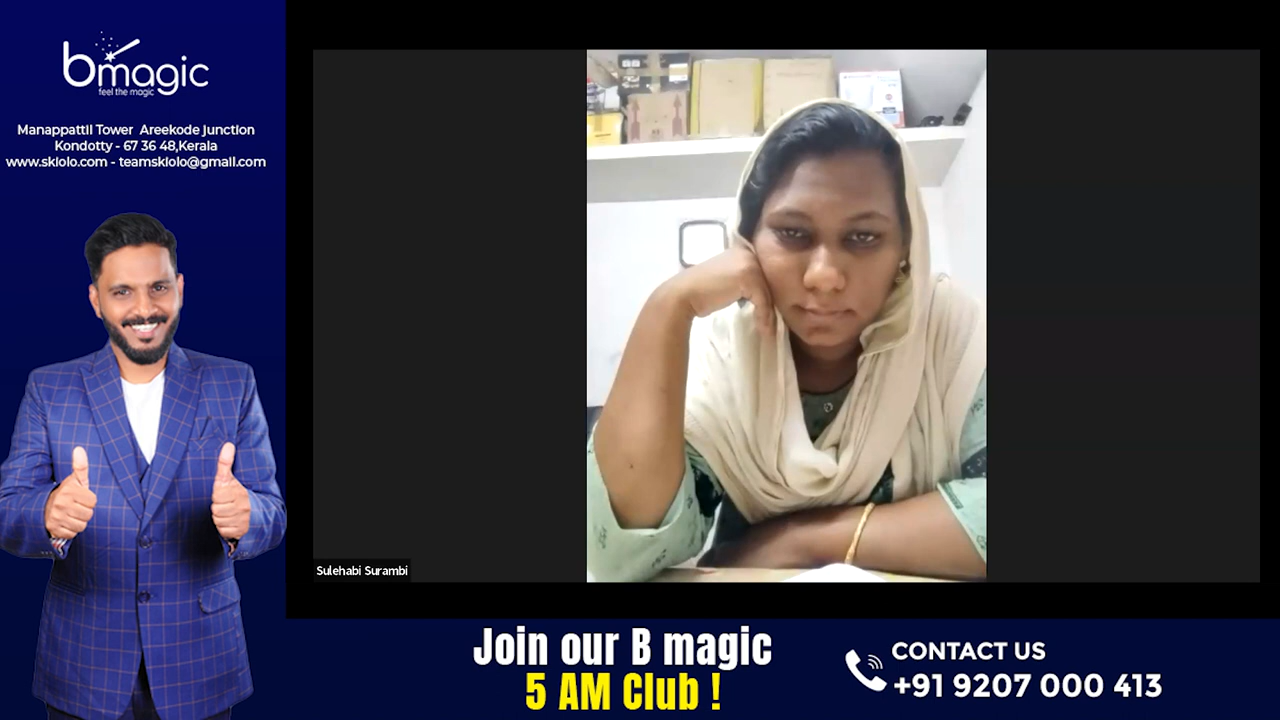 bmagic
feel the magic
Manappattil Tower Areekode junction
Kondotty - 67 36 48,Kerala
www.sklolo.com - teamsklolo@gmail.com
Sulehabi Surambi
Join our B magic
5 AM Club !
CONTACT US
+91 9207 000 413